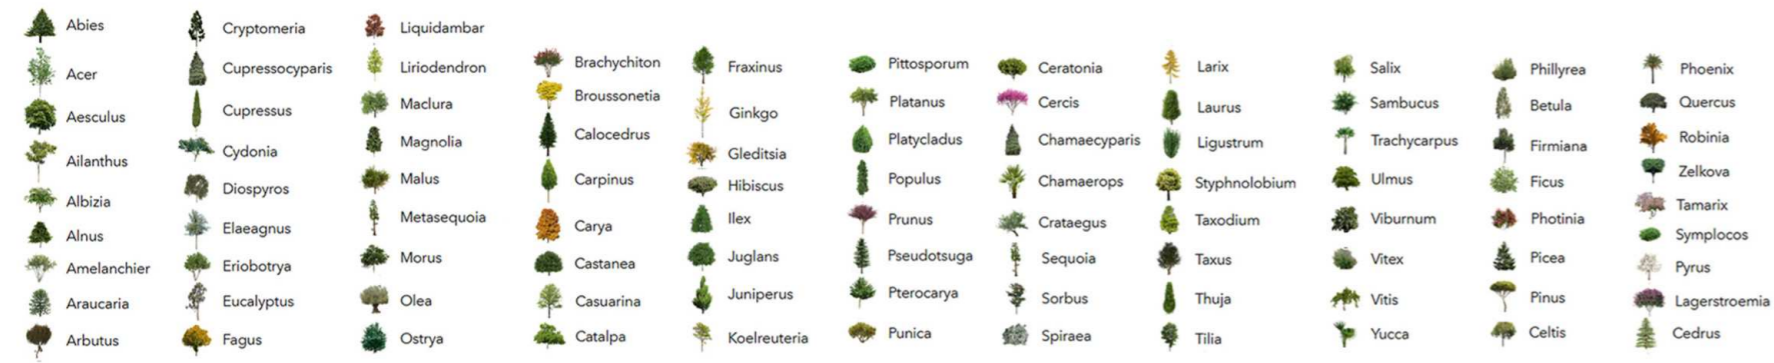 Abies
Acer
Aesculus
Ailanthus
Albizia
Alnus
Amelanchier
Araucaria
Arbutus
Cryptomeria
Cupressocyparis
Cupressus
Cydonia
Diospyros
Elaeagnus
Eriobotrya
Eucalyptus
Fagus
Liquidambar
Liriodendron
Maclura
Magnolia
Malus
Metasequoia
Morus
Olea
Ostrya
Brachychiton
Broussonetia
Calocedrus
Carpinus
Carya
Castanea
Casuarina
Catalpa
Fraxinus
Ginkgo
Gleditsia
Hibiscus
Ilex
Juglans
Juniperus
Koelreuteria
Pittosporum
Platanus
Platycladus
Populus
Prunus
Pseudotsuga
Pterocarya
Punica
Ceratonia
Cercis
Chamaecyparis
Chamaerops
Crataegus
Sequoia
Sorbus
Spiraea
Larix
Laurus
Ligustrum
Styphnolobium
Taxodium
Taxus
Thuja
Tilia
Salix
Sambucus
Trachycarpus
Ulmus
Viburnum
Vitex
Vitis
Yucca
Phillyrea
Betula
Firmiana
Ficus
Photinia
Picea
Pinus
Celtis
Phoenix
Quercus
Robinia
Zelkova
Tamarix
Symplocos
Pyrus
Lagerstroemia
Cedrus